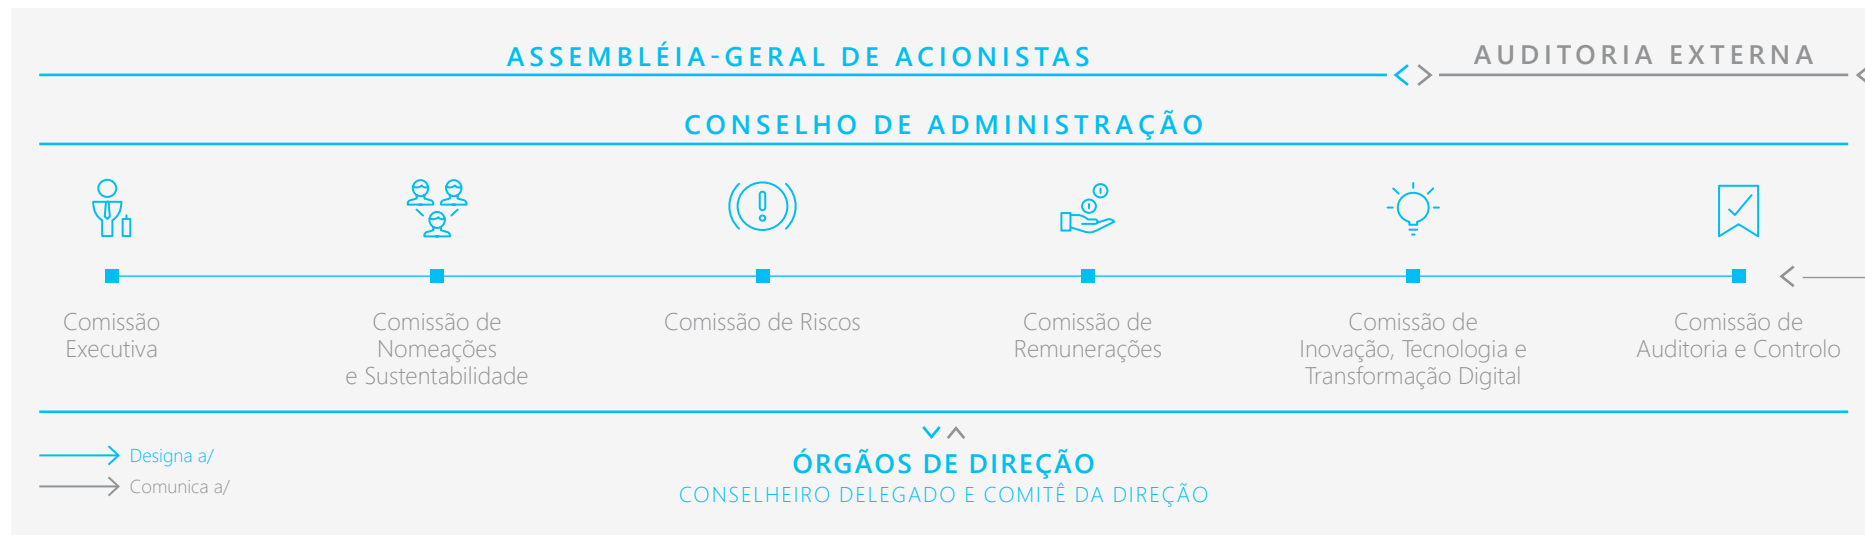 ASSEMBLÉIA-GERAL DE ACIONISTAS
AUDITORIA EXTERNA
CONSELHO DE ADMINISTRAÇÃO
Comissão
Executiva
Comissão de
Nomeações
e Sustentabilidade
Comissão de Riscos
Comissão de
Remunerações
Comissão de
Inovação, Tecnologia e
Transformação Digital
Comissão de
Auditoria e Controlo
Designa a/
Comunica a/
ÓRGÃOS DE DIREÇÃO
CONSELHEIRO DELEGADO E COMITÊ DA DIREÇÃO